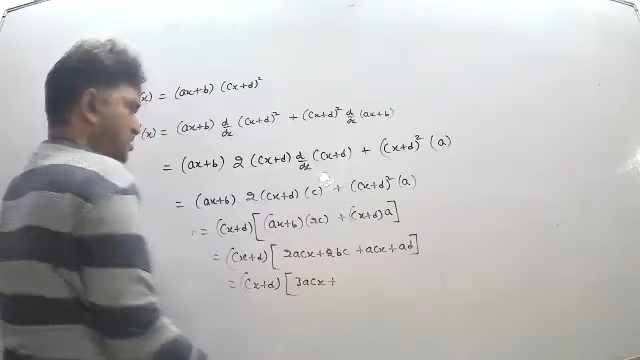 (x) = (ax+b) (cx+d)²
(x) = (ax+b) d/dx (cx+d)² + (cx+d)² d/dx (ax+b)
= (ax+b) 2 (cx+d) d/dx (cx+d) + (cx+d)² (a)
= (ax+b) 2 (cx+d) (c) + (cx+d)² (a)
= (cx+d) [(ax+b) (2c) + (cx+d) a]
= (cx+d) [ 2acx + 2bc + acx + ad]
= (cx+d) [ 3acx +